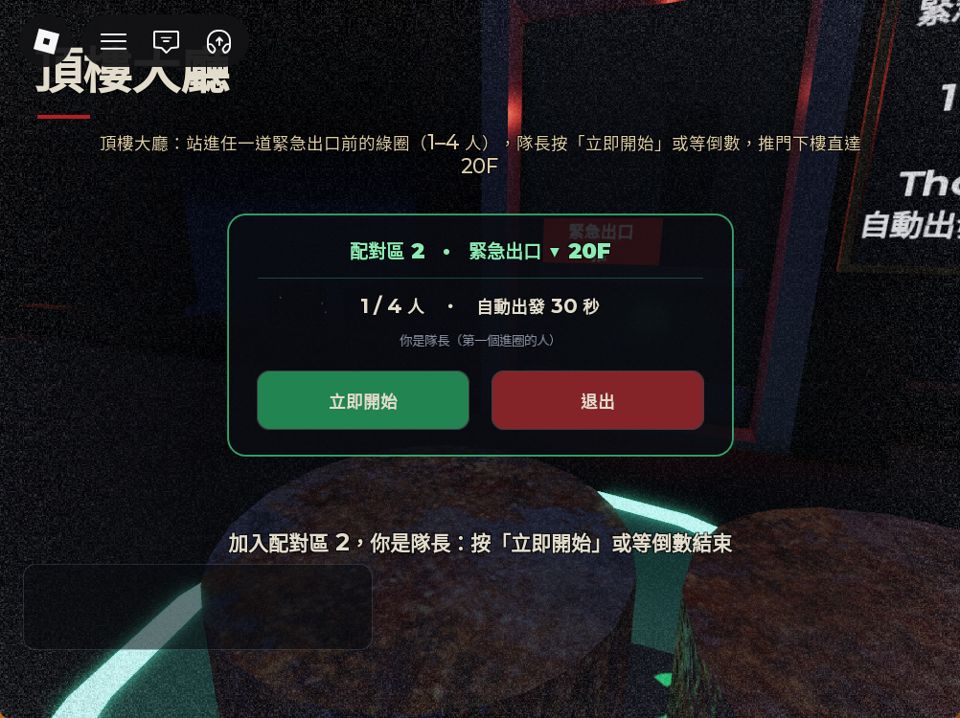 頂樓大廳
緊急
頂樓大廳：站進任一道緊急出口前的綠圈（1–4 人），隊長按「立即開始」或等倒數，推門下樓直達
20F
1
The
自動出發
緊急出口
配對區 2 • 緊急出口 ▼ 20F
1 / 4 人 • 自動出發 30 秒
你是隊長（第一個進圈的人）
立即開始
退出
加入配對區 2，你是隊長：按「立即開始」或等倒數結束